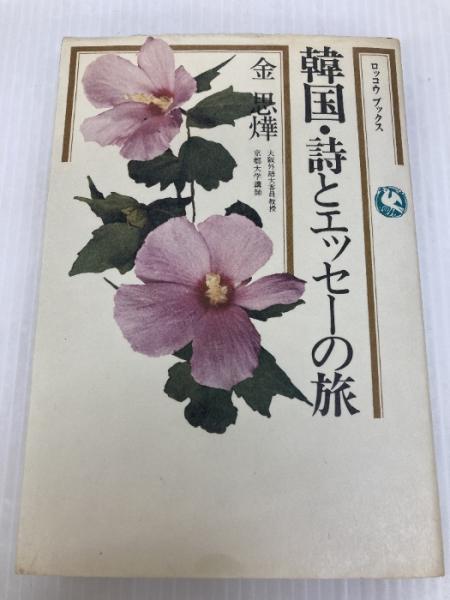 ロッコウ ブックス
韓国・詩とエッセーの旅
金 思燁
大阪外語大客員教授
京都大学講師